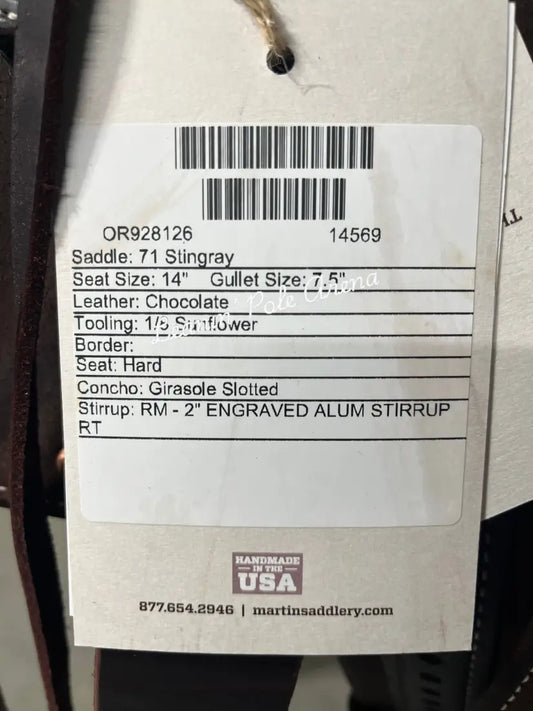 OR928126 14569
Saddle: 71 Stingray
Seat Size: 14" Gullet Size: 7.5"
Leather: Chocolate
Pole Arena
Tooling: 1/5 Sunflower
Border:
Seat: Hard
Concho: Girasole Slotted
Stirrup: RM - 2" ENGRAVED ALUM STIRRUP
RT
HANDMADE
IN THE
USA
877.654.2946 | martinsaddlery.com